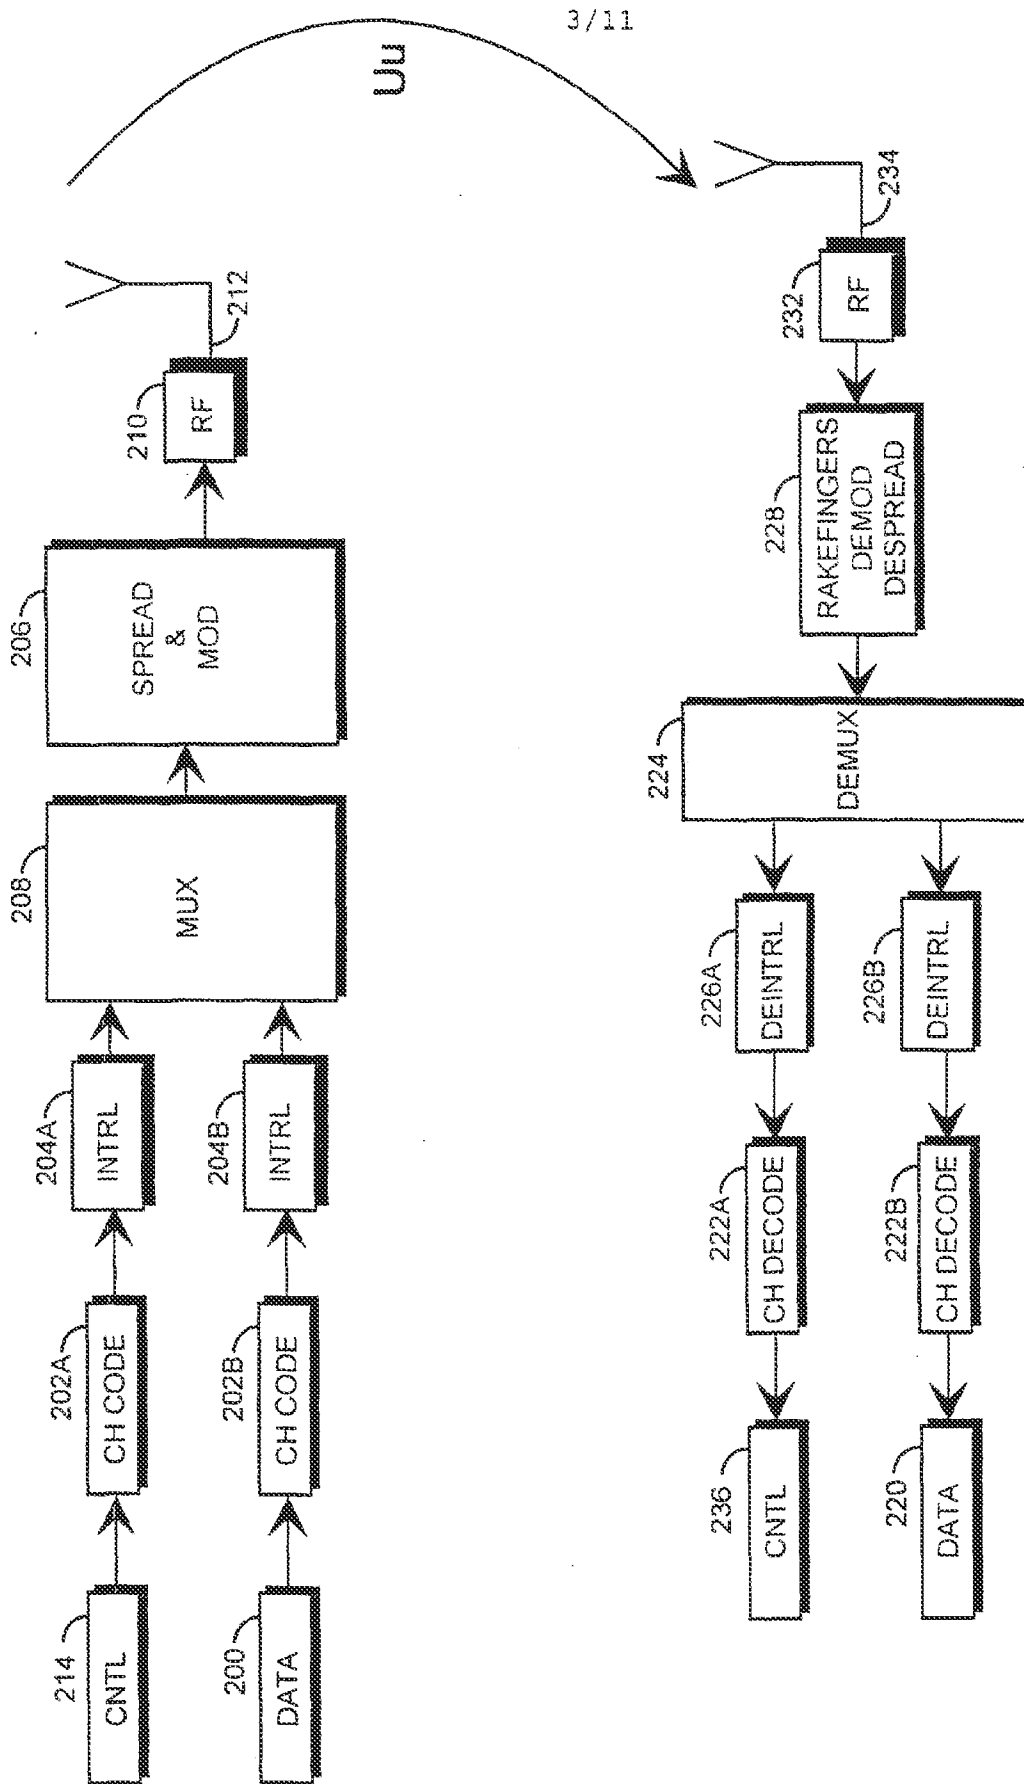 3/11
Uu
214
CNTL
202A
CH CODE
204A
INTRL
208
MUX
206
SPREAD
&
MOD
210
RF
212
200
DATA
202B
CH CODE
204B
INTRL
236
CNTL
222A
CH DECODE
226A
DEINTRL
224
DEMUX
228
RAKEFINGERS
DEMOD
DESPREAD
232
RF
234
220
DATA
222B
CH DECODE
226B
DEINTRL